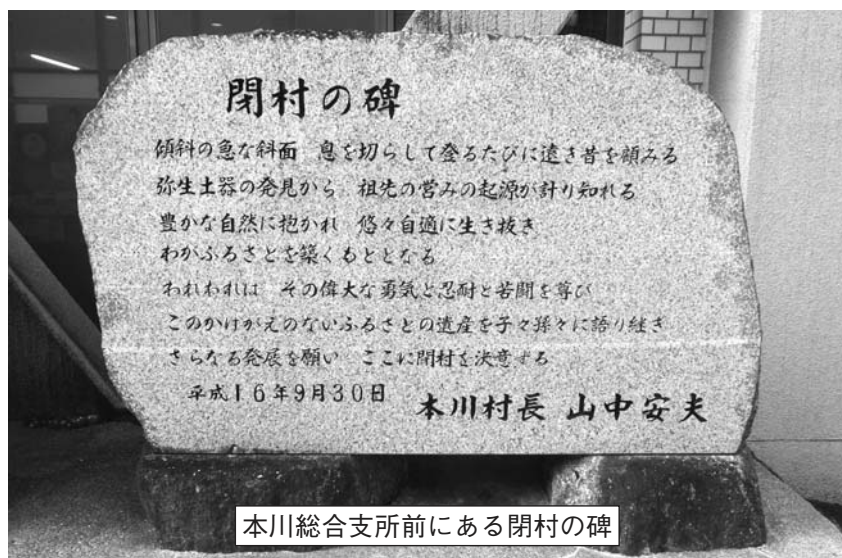 閉村の碑
傾斜の急な斜面 息を切らして登るたびに遠き昔を顧みる
弥生土器の発見から 祖先の営みの起源が計り知れる
豊かな自然に抱かれ 悠々自適に生き抜き
わがふるさとを築くもととなる
われわれは その偉大な勇気と忍耐と苦闘を尊び
このかけがえのないふるさとの遺産を子々孫々に語り継ぎ
さらなる発展を願い ここに閉村を決意する
平成16年9月30日
本川村長 山中安夫
本川総合支所前にある閉村の碑